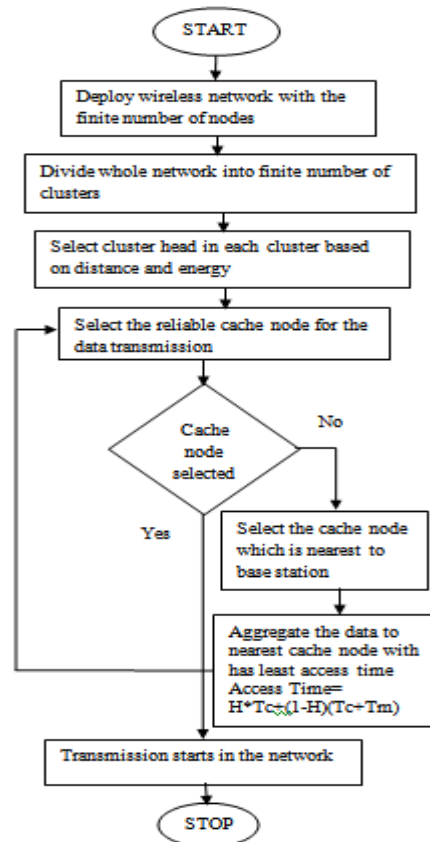 START
Deploy wireless network with the
finite number of nodes
Divide whole network into finite number of
clusters
Select cluster head in each cluster based
on distance and energy
Select the reliable cache node for the
data transmission
Cache
node
selected
No
Yes
Select the cache node
which is nearest to
base station
Aggregate the data to
nearest cache node with
has least access time
Access Time=
H*Tc+(1-H)(Tc+Tm)
Transmission starts in the network
STOP